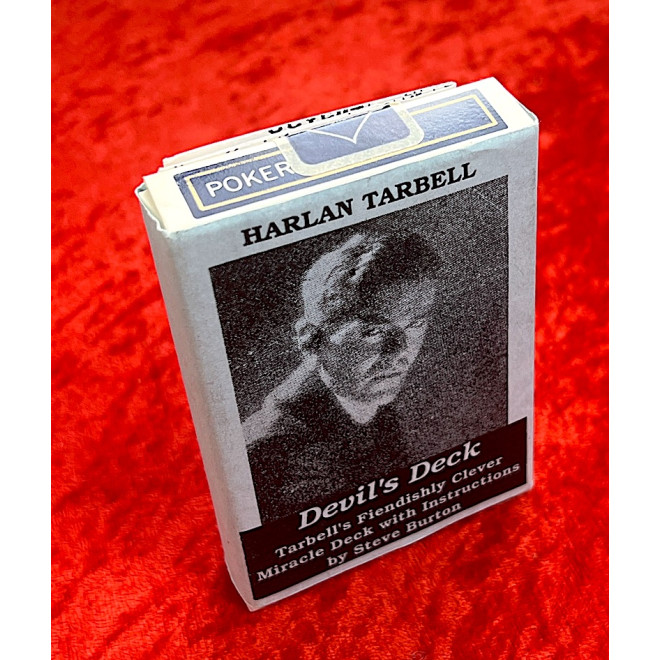 POKER
HARLAN TARBELL
Devil's Deck
Tarbell's Fiendishly Clever
Miracle Deck with Instructions
by Steve Burton